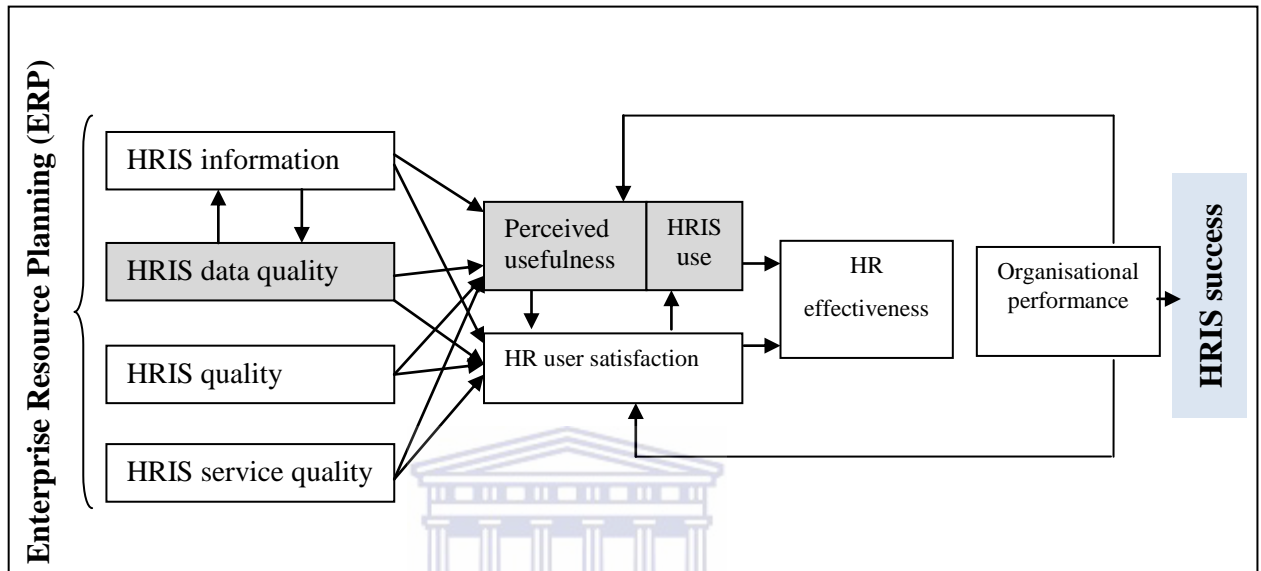 Enterprise Resource Planning (ERP)
HRIS information
HRIS data quality
HRIS quality
HRIS service quality
Perceived
usefulness
HRIS
use
HR user satisfaction
HR
effectiveness
Organisational
performance
HRIS success